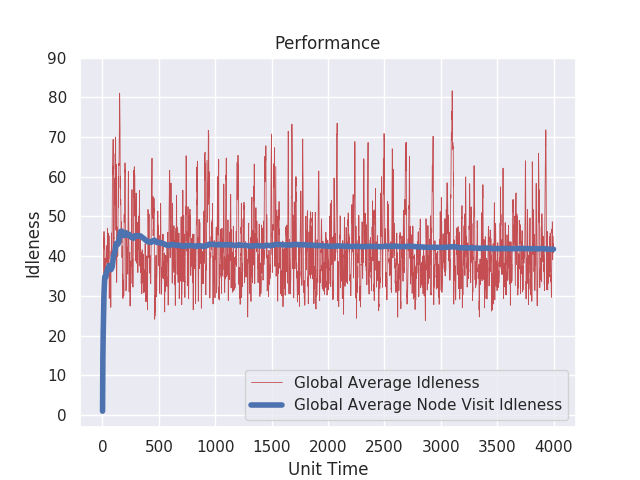 Performance
90
80
70
60
50
40
30
20
10
0
Idleness
Global Average Idleness
Global Average Node Visit Idleness
0 500 1000 1500 2000 2500 3000 3500 4000
Unit Time